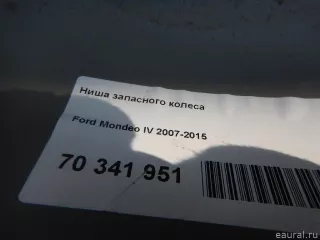 Ниша запасного колеса
Ford Mondeo IV 2007-2015
70 341 951
eaural.ru